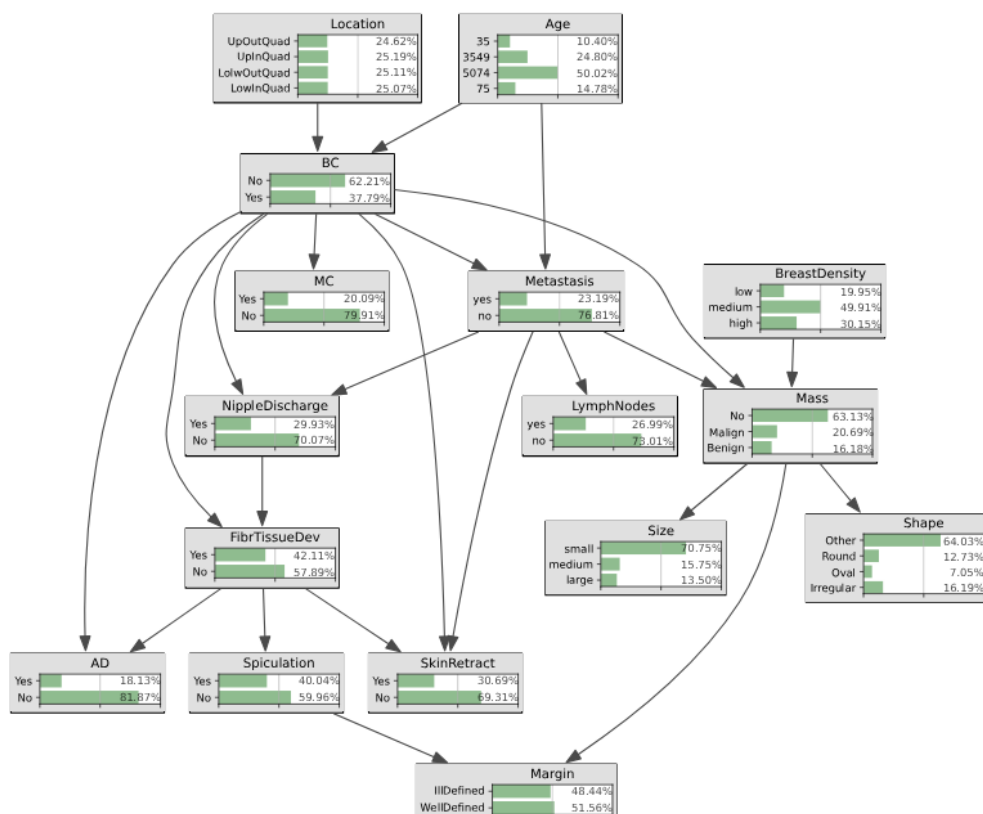 Location
UpOutQuad 24.62%
UpInQuad 25.19%
LolwOutQuad 25.11%
LowInQuad 25.07%
Age
35 10.40%
3549 24.80%
5074 50.02%
75 14.78%
BC
No 62.21%
Yes 37.79%
MC
Yes 20.09%
No 79.91%
Metastasis
yes 23.19%
no 76.81%
BreastDensity
low 19.95%
medium 49.91%
high 30.15%
NippleDischarge
Yes 29.93%
No 70.07%
LymphNodes
yes 26.99%
no 73.01%
Mass
No 63.13%
Malign 20.69%
Benign 16.18%
FibrTissueDev
Yes 42.11%
No 57.89%
Size
small 70.75%
medium 15.75%
large 13.50%
Shape
Other 64.03%
Round 12.73%
Oval 7.05%
Irregular 16.19%
AD
Yes 18.13%
No 81.87%
Spiculation
Yes 40.04%
No 59.96%
SkinRetract
Yes 30.69%
No 69.31%
Margin
IllDefined 48.44%
WellDefined 51.56%